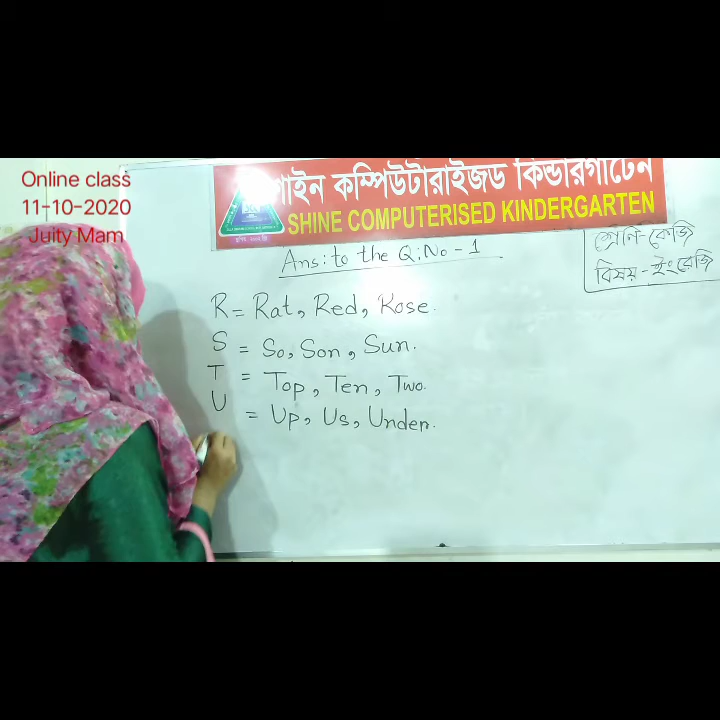 Online class
11-10-2020
Juity Mam
শাইন কম্পিউটারাইজড কিন্ডারগার্টেন
SHINE COMPUTERISED KINDERGARTEN
শ্রেণি-কেজি
বিষয়-ইংরেজি
Ans: to the Q: No - 1
R = Rat, Red, Rose.
S = So, Son, Sun.
T = Top, Ten, Two.
U = Up, Us, Under.